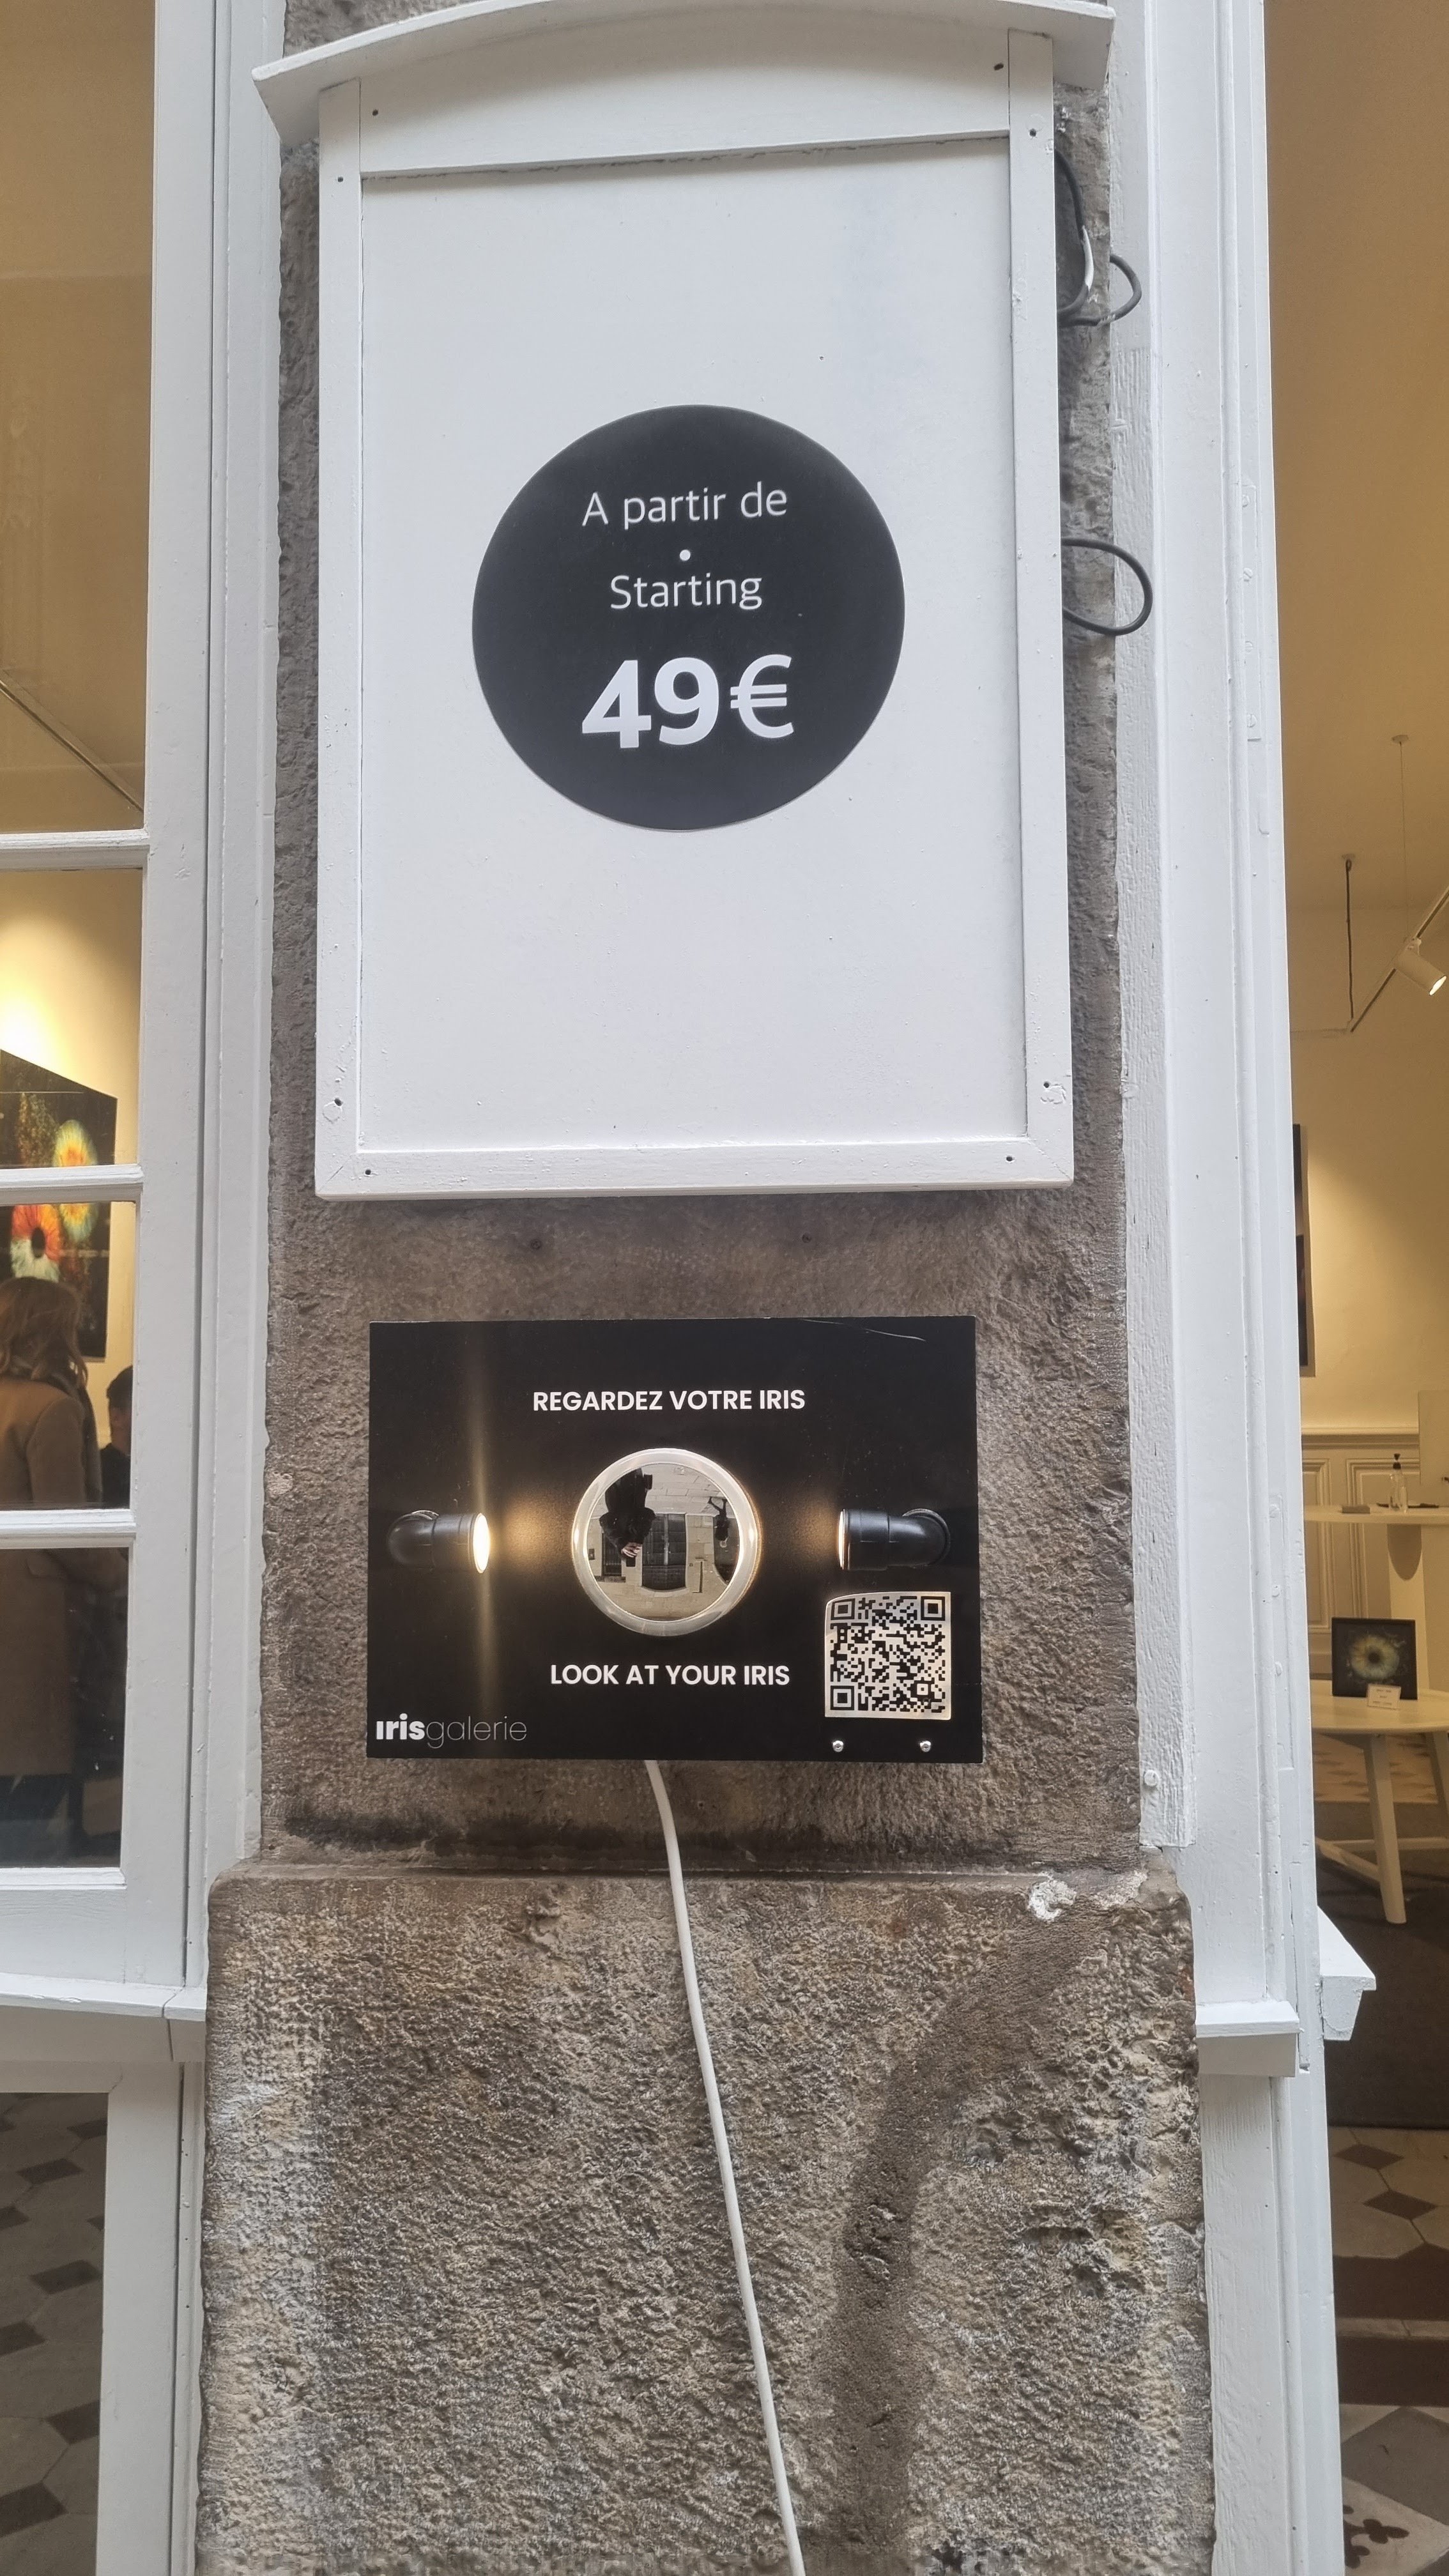 A partir de
•
Starting
49€
REGARDEZ VOTRE IRIS
LOOK AT YOUR IRIS
irisgalerie